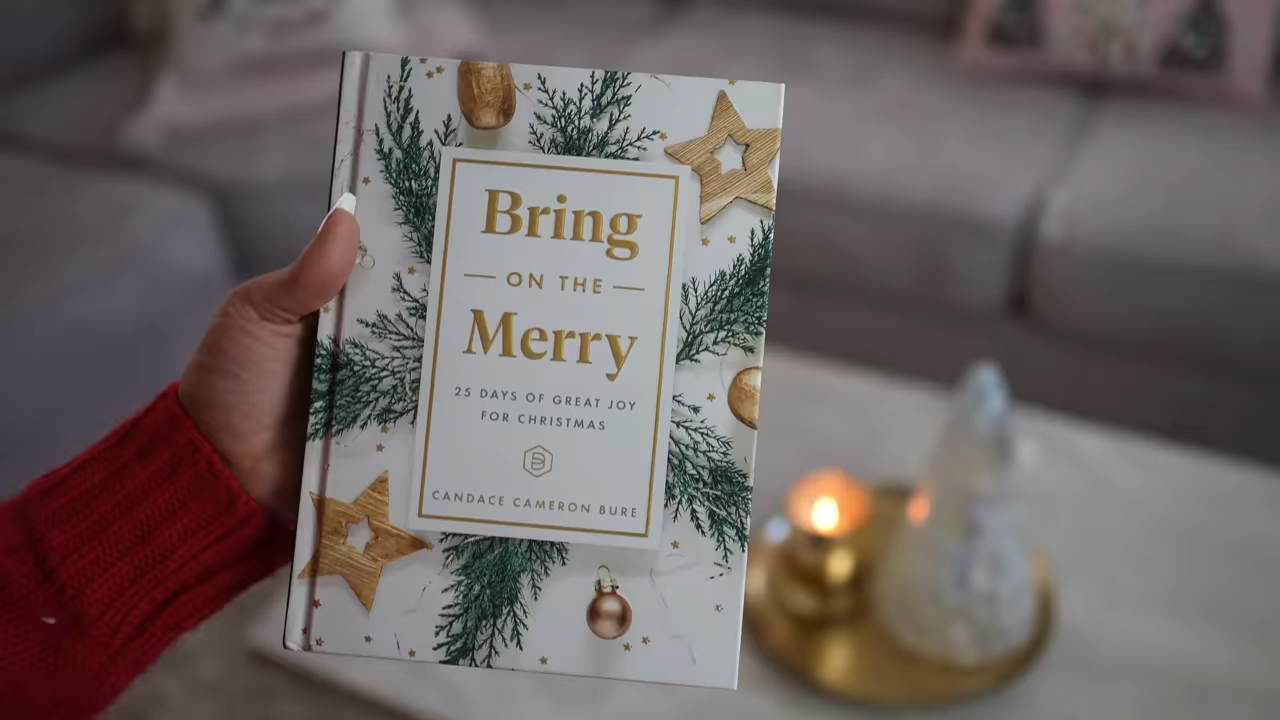 Bring
ON THE
Merry
25 DAYS OF GREAT JOY
FOR CHRISTMAS
CANDACE CAMERON BURE